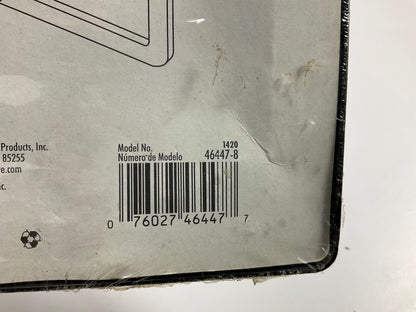 Products, Inc.
85255
e.com
c.
Model No. 1420
Número de Modelo 46447-8
0 76027 46447 7